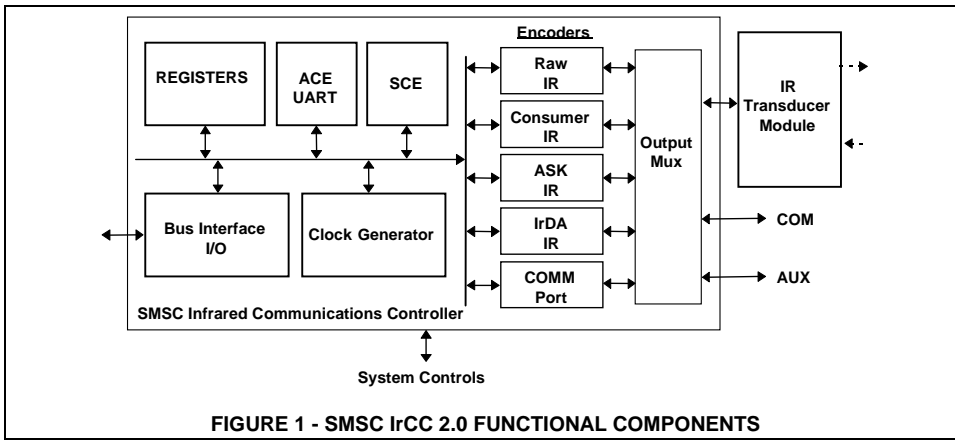 Encoders
REGISTERS
ACE
UART
SCE
Raw
IR
Consumer
IR
ASK
IR
IrDA
IR
COMM
Port
Output
Mux
IR
Transducer
Module
Bus Interface
I/O
Clock Generator
COM
AUX
SMSC Infrared Communications Controller
System Controls
FIGURE 1 - SMSC IrCC 2.0 FUNCTIONAL COMPONENTS